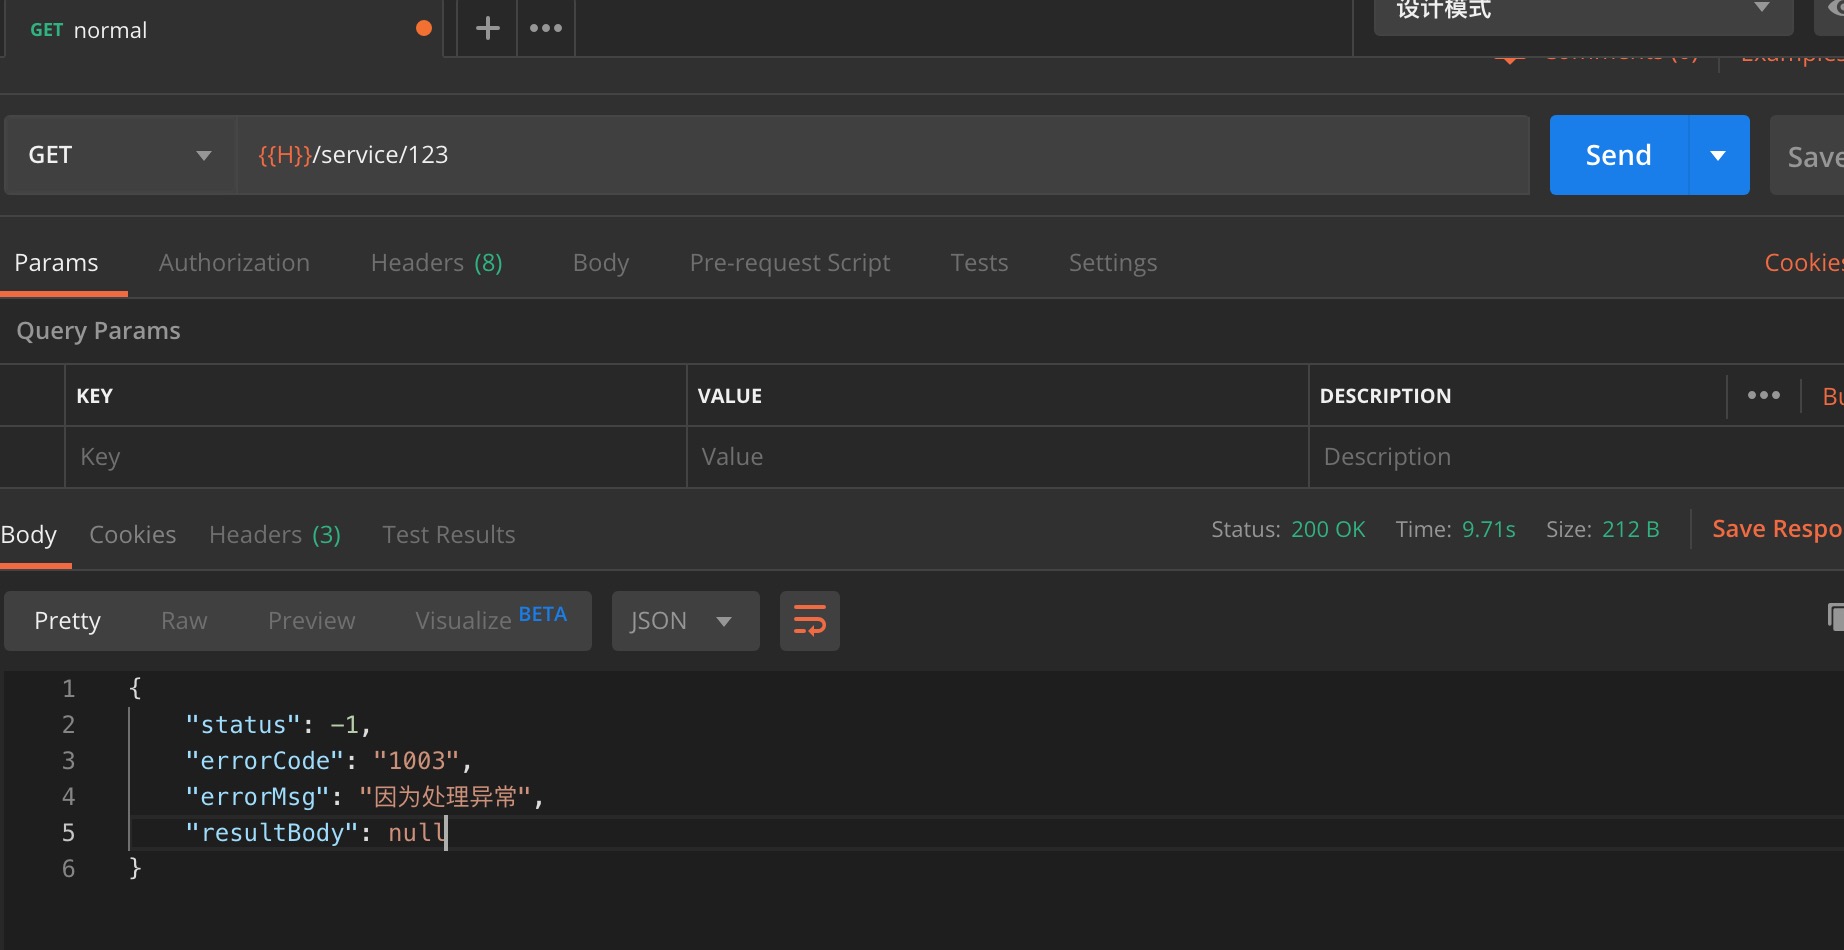 GET normal
设计模式
GET {{H}}/service/123 Send Save
Params Authorization Headers (8) Body Pre-request Script Tests Settings Cookies
Query Params
KEY VALUE DESCRIPTION
Key Value Description
Body Cookies Headers (3) Test Results Status: 200 OK Time: 9.71s Size: 212 B Save Respo
Pretty Raw Preview Visualize BETA JSON
1 {
2 "status": -1,
3 "errorCode": "1003",
4 "errorMsg": "因为处理异常",
5 "resultBody": null
6 }